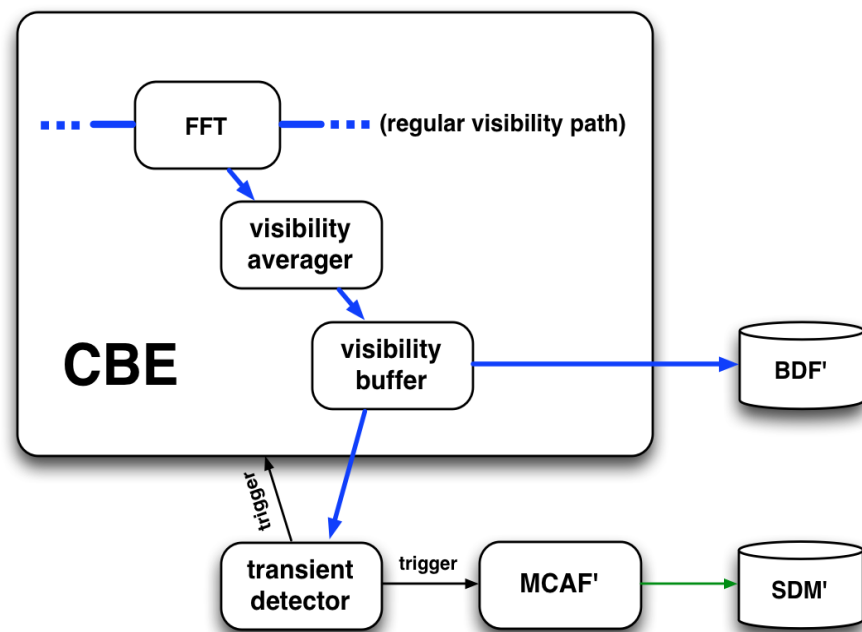 FFT
(regular visibility path)
visibility
averager
CBE
visibility
buffer
BDF'
trigger
transient
detector
trigger
MCAF'
SDM'